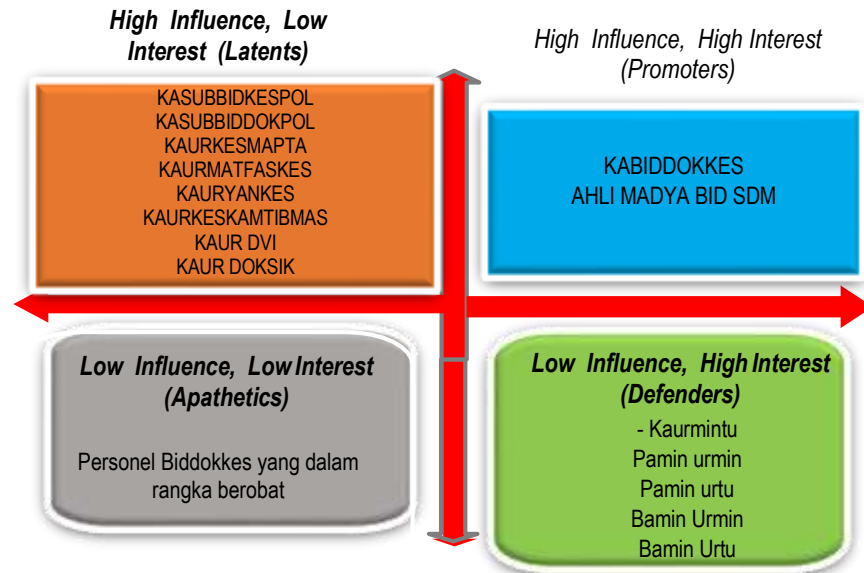 High Influence, Low
Interest (Latents)
KASUBBIDKESPOL
KASUBBIDDOKPOL
KAURKESMAPTA
KAURMATFASKES
KAURYANKES
KAURKESKAMTIBMAS
KAUR DVI
KAUR DOKSIK
High Influence, High Interest
(Promoters)
KABIDDOKKES
AHLI MADYA BID SDM
Low Influence, Low Interest
(Apathetics)
Personel Biddokkes yang dalam
rangka berobat
Low Influence, High Interest
(Defenders)
- Kaurmintu
Pamin urmin
Pamin urtu
Bamin Urmin
Bamin Urtu